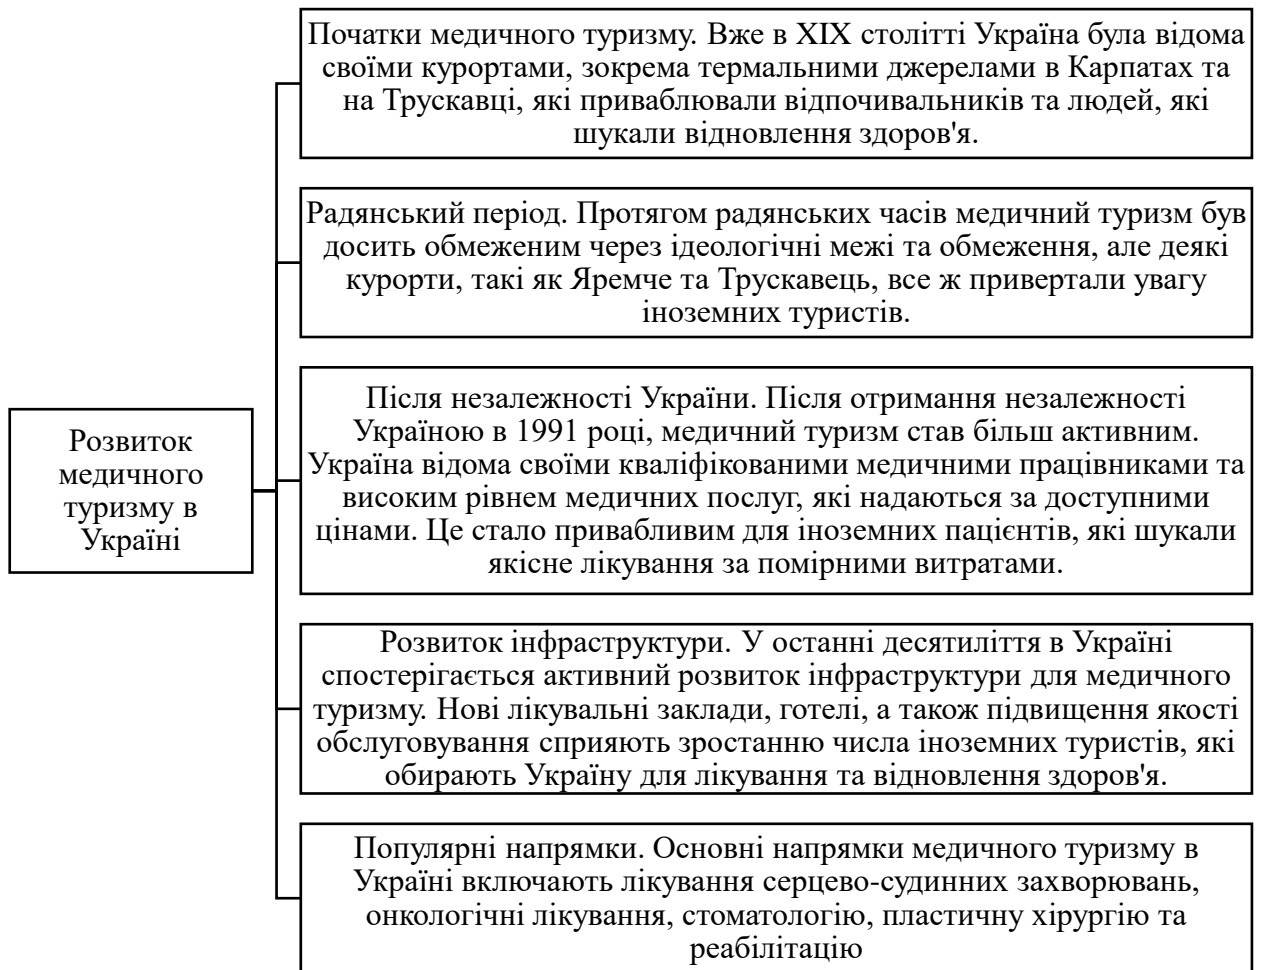 Розвиток
медичного
туризму в
Україні
Початки медичного туризму. Вже в XIX столітті Україна була відома
своїми курортами, зокрема термальними джерелами в Карпатах та
на Трускавці, які приваблювали відпочивальників та людей, які
шукали відновлення здоров'я.
Радянський період. Протягом радянських часів медичний туризм був
досить обмеженим через ідеологічні межі та обмеження, але деякі
курорти, такі як Яремче та Трускавець, все ж привертали увагу
іноземних туристів.
Після незалежності України. Після отримання незалежності
Україною в 1991 році, медичний туризм став більш активним.
Україна відома своїми кваліфікованими медичними працівниками та
високим рівнем медичних послуг, які надаються за доступними
цінами. Це стало привабливим для іноземних пацієнтів, які шукали
якісне лікування за помірними витратами.
Розвиток інфраструктури. У останні десятиліття в Україні
спостерігається активний розвиток інфраструктури для медичного
туризму. Нові лікувальні заклади, готелі, а також підвищення якості
обслуговування сприяють зростанню числа іноземних туристів, які
обирають Україну для лікування та відновлення здоров'я.
Популярні напрямки. Основні напрямки медичного туризму в
Україні включають лікування серцево-судинних захворювань,
онкологічні лікування, стоматологію, пластичну хірургію та
реабілітацію